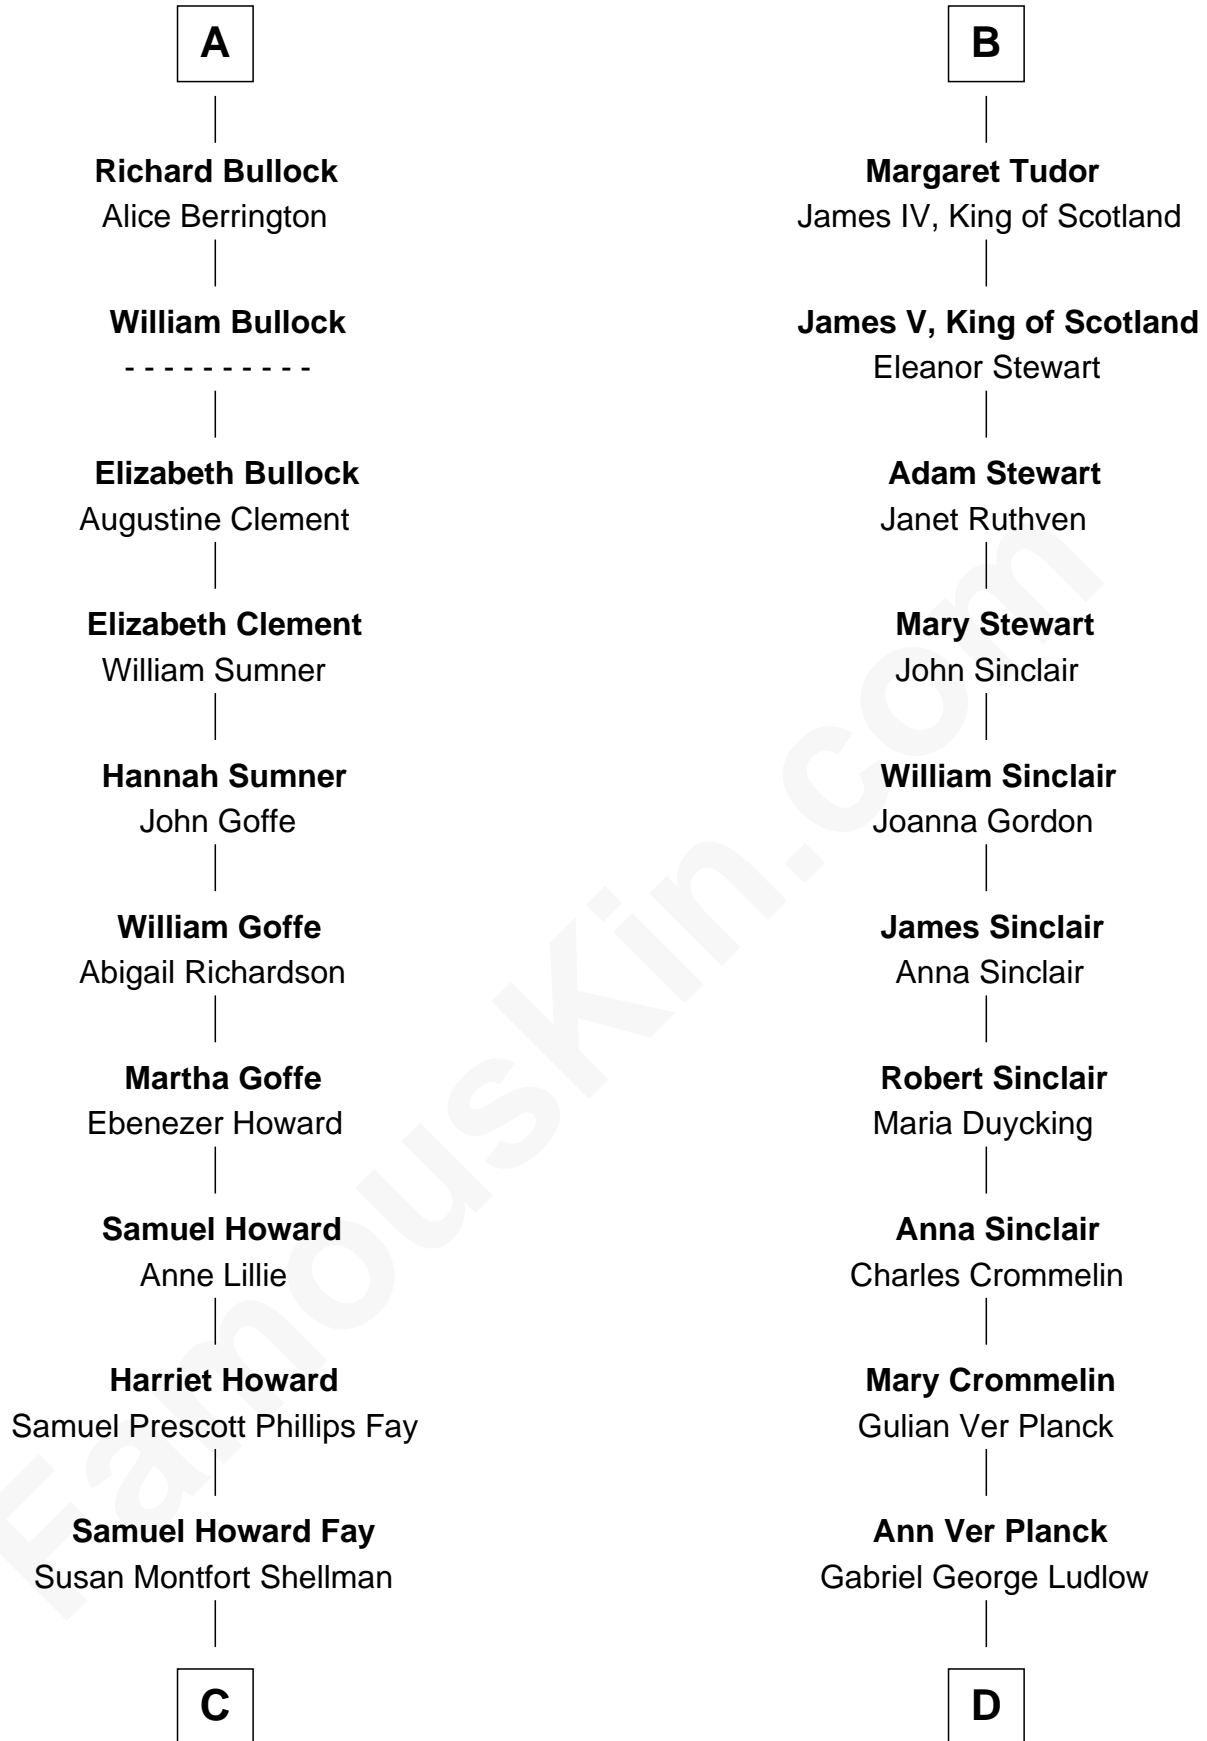 A
Richard Bullock
Alice Berrington
William Bullock
- - - - - - - - - -
Elizabeth Bullock
Augustine Clement
Elizabeth Clement
William Sumner
Hannah Sumner
John Goffe
William Goffe
Abigail Richardson
Martha Goffe
Ebenezer Howard
Samuel Howard
Anne Lillie
Harriet Howard
Samuel Prescott Phillips Fay
Samuel Howard Fay
Susan Montfort Shellman
C
B
Margaret Tudor
James IV, King of Scotland
James V, King of Scotland
Eleanor Stewart
Adam Stewart
Janet Ruthven
Mary Stewart
John Sinclair
William Sinclair
Joanna Gordon
James Sinclair
Anna Sinclair
Robert Sinclair
Maria Duycking
Anna Sinclair
Charles Crommelin
Mary Crommelin
Gulian Ver Planck
Ann Ver Planck
Gabriel George Ludlow
D
FamousKin.com